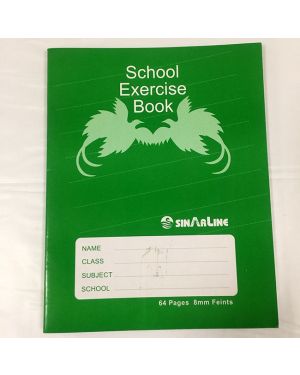 School
Exercise
Book
SINARLINE
NAME
CLASS
SUBJECT
SCHOOL
64 Pages 8mm Feints